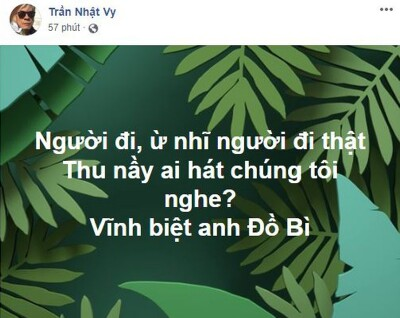 Trần Nhật Vy
57 phút ·
Người đi, ừ nhĩ người đi thật
Thu nầy ai hát chúng tôi
nghe?
Vĩnh biệt anh Đồ Bì